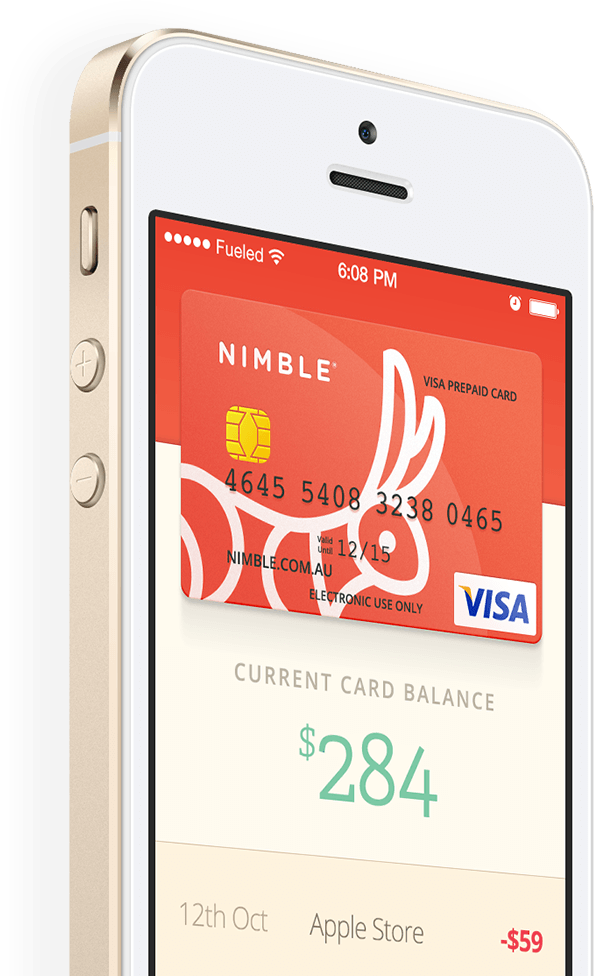 Fueled
6:08 PM
NIMBLE
VISA PREPAID CARD
4645 5408 3238 0465
Valid
Until 12/15
NIMBLE.COM.AU
ELECTRONIC USE ONLY
VISA
CURRENT CARD BALANCE
$284
12th Oct Apple Store -$59